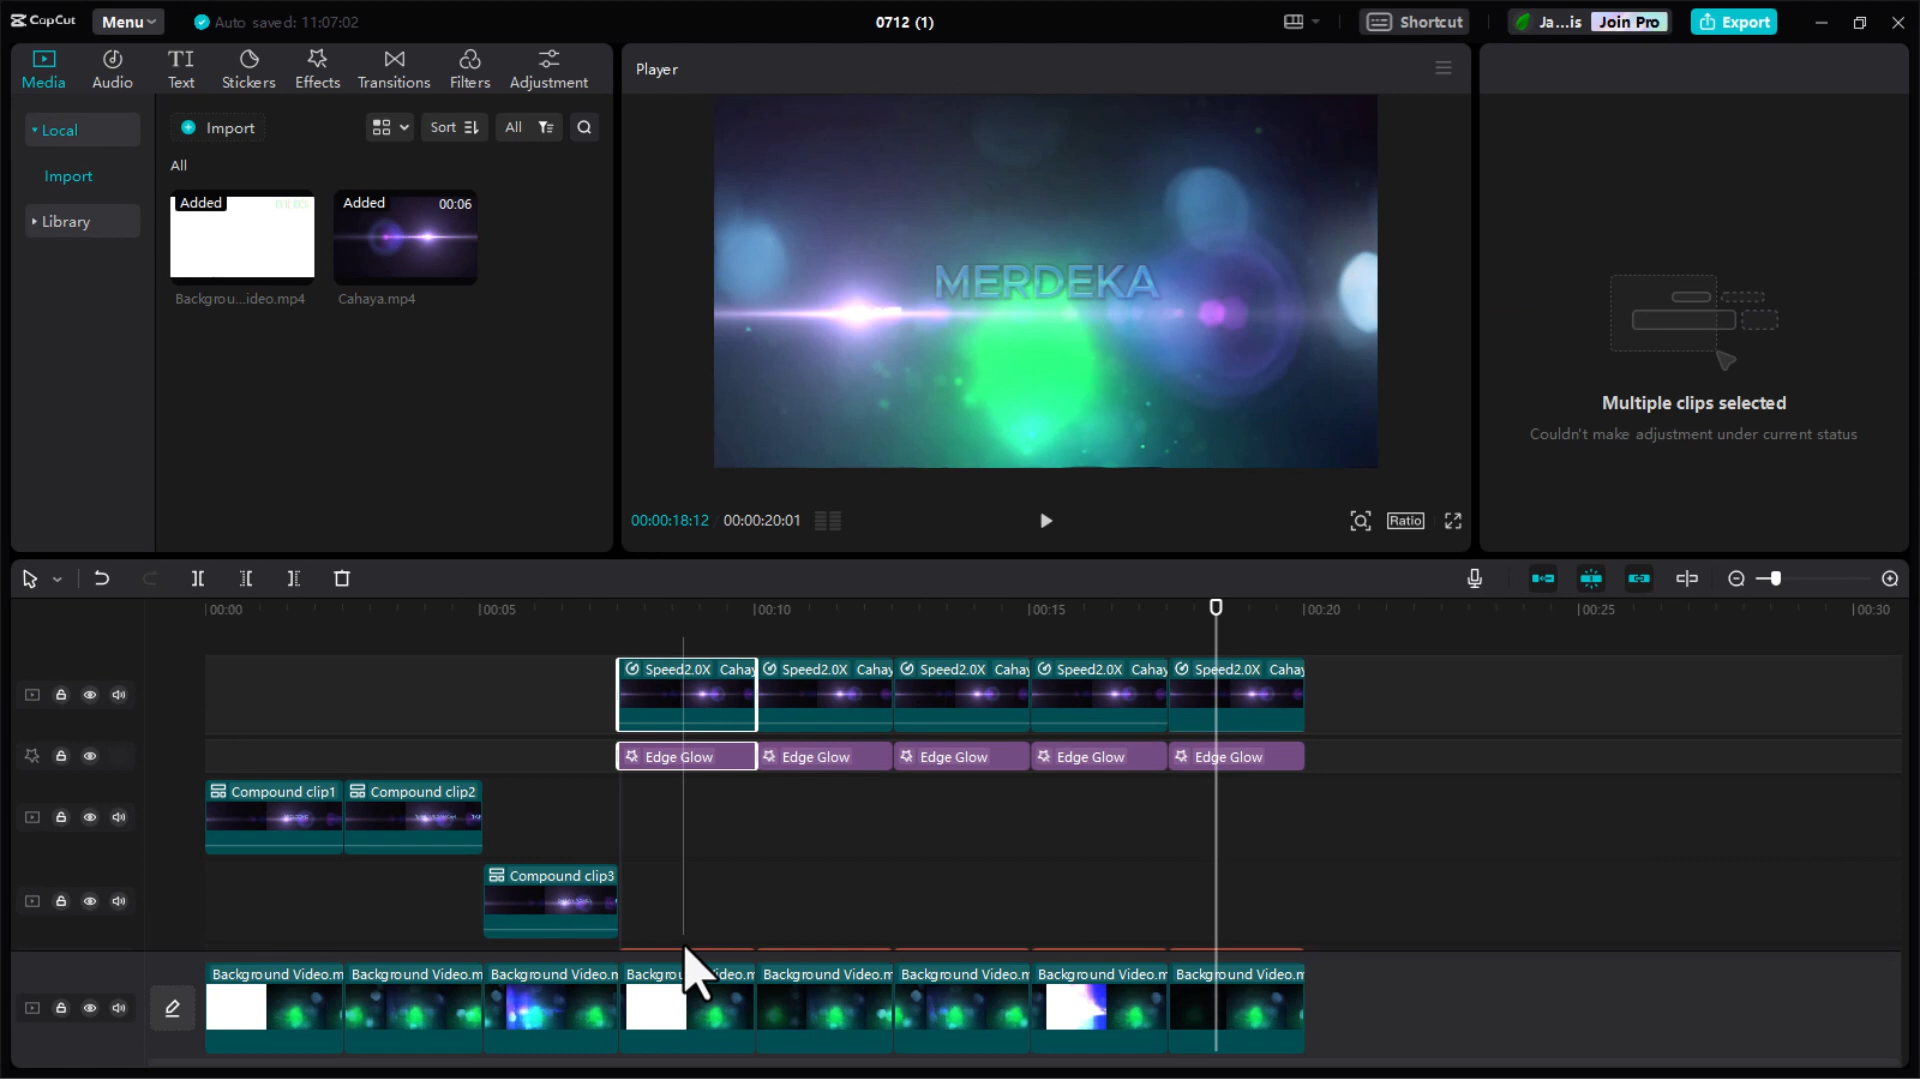 CapCut
Menu
Auto saved: 11:07:02
0712 (1)
Shortcut
Ja...is
Join Pro
Export
Media
Audio
Text
Stickers
Effects
Transitions
Filters
Adjustment
Player
Local
Import
Sort
All
Import
All
Library
Added
Added
00:06
Backgrou...ideo.mp4
Cahaya.mp4
MERDEKA
Multiple clips selected
Couldn't make adjustment under current status
00:00:18:12
00:00:20:01
Ratio
00:00
00:05
00:10
00:15
00:20
00:25
00:30
Speed2.0X Cahay
Speed2.0X Cahay
Speed2.0X Cahay
Speed2.0X Cahay
Speed2.0X Cahay
Edge Glow
Edge Glow
Edge Glow
Edge Glow
Edge Glow
Compound clip1
Compound clip2
Compound clip3
Background Video.m
Background Video.m
Background Video.m
Backgrou ideo.m
Background Video.m
Background Video.m
Background Video.m
Background Video.m